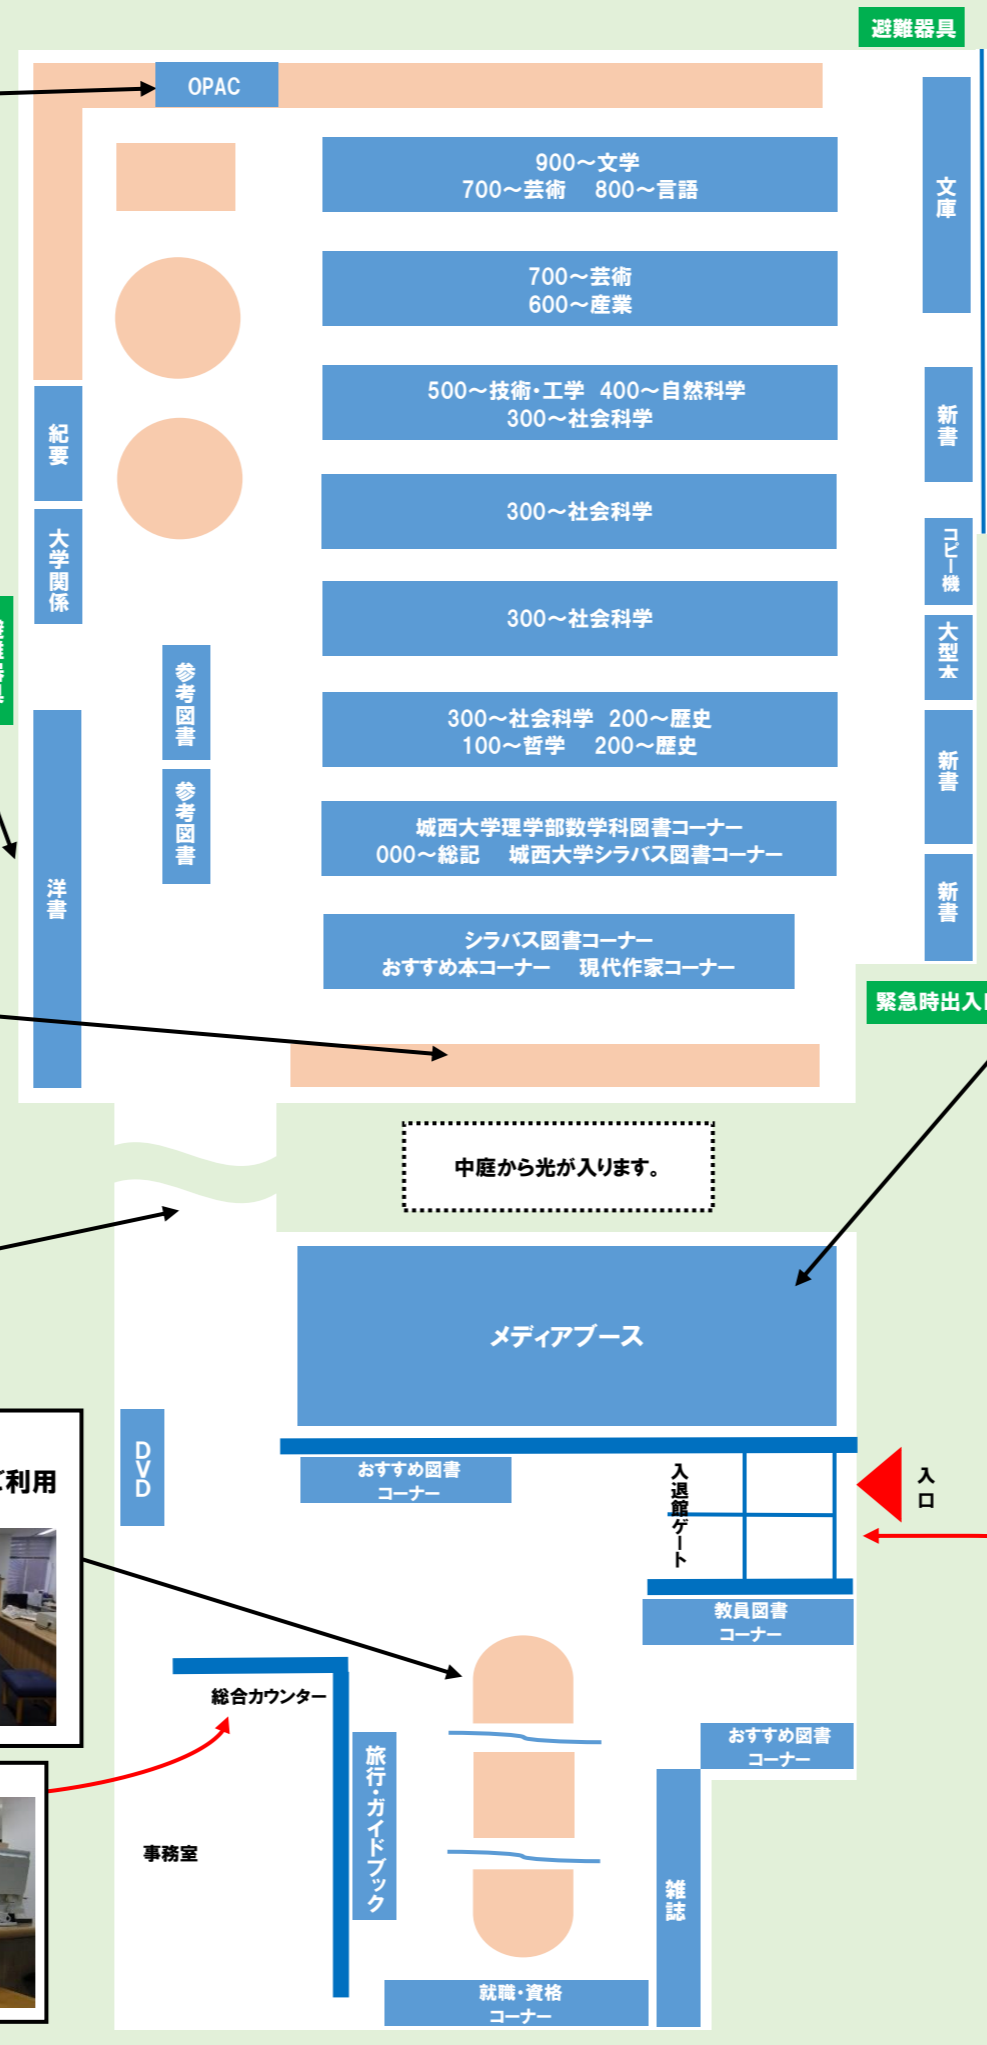 避難器具
OPAC
900～文学
700～芸術　800～言語
文庫
700～芸術
600～産業
500～技術・工学　400～自然科学
300～社会科学
新書
紀要
300～社会科学
大学関係
コピー機
300～社会科学
大型本
参考図書
300～社会科学　200～歴史
100～哲学　200～歴史
新書
参考図書
城西大学理学部数学科図書コーナー
000～総記　城西大学シラバス図書コーナー
洋書
新書
シラバス図書コーナー
おすすめ本コーナー　現代作家コーナー
緊急時出入
中庭から光が入ります。
メディアブース
DVD
おすすめ図書
コーナー
入退館ゲート
入口
ご利用
教員図書
コーナー
総合カウンター
おすすめ図書
コーナー
旅行・ガイドブック
事務室
雑誌
就職・資格
コーナー